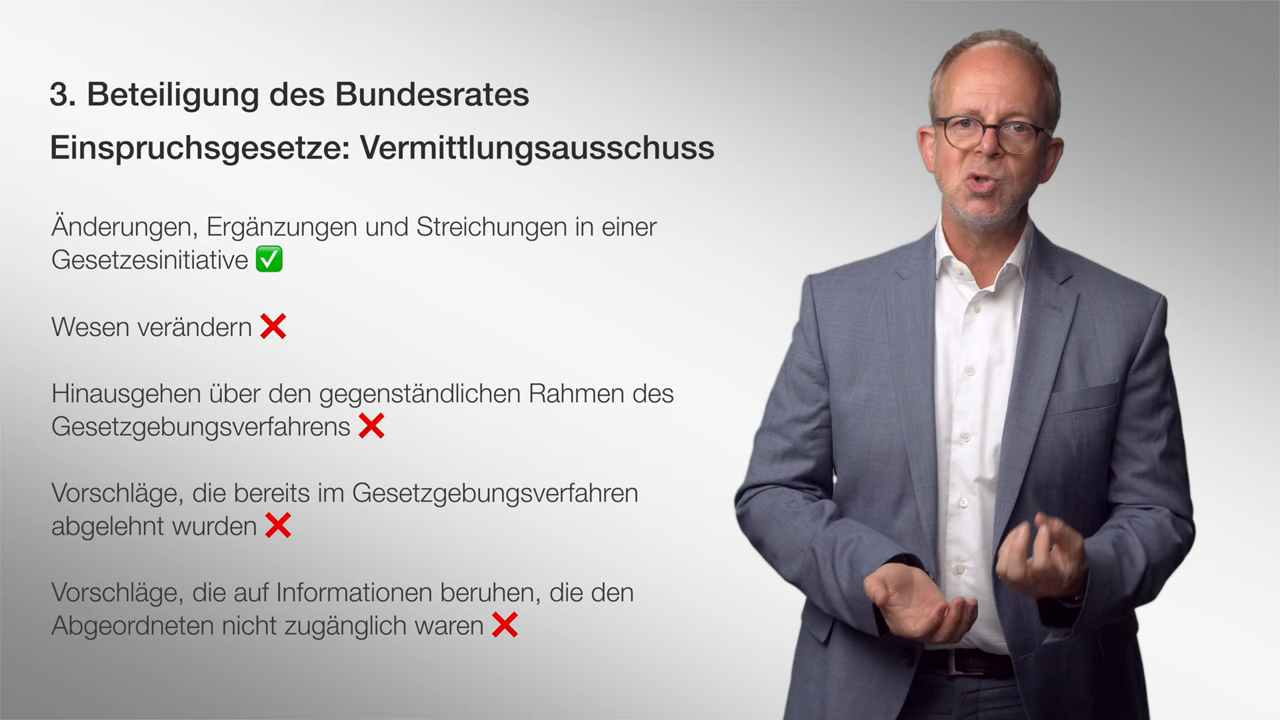 3. Beteiligung des Bundesrates
Einspruchsgesetze: Vermittlungsausschuss
Änderungen, Ergänzungen und Streichungen in einer
Gesetzesinitiative ✅
Wesen verändern ❌
Hinausgehen über den gegenständlichen Rahmen des
Gesetzgebungsverfahrens ❌
Vorschläge, die bereits im Gesetzgebungsverfahren
abgelehnt wurden ❌
Vorschläge, die auf Informationen beruhen, die den
Abgeordneten nicht zugänglich waren ❌